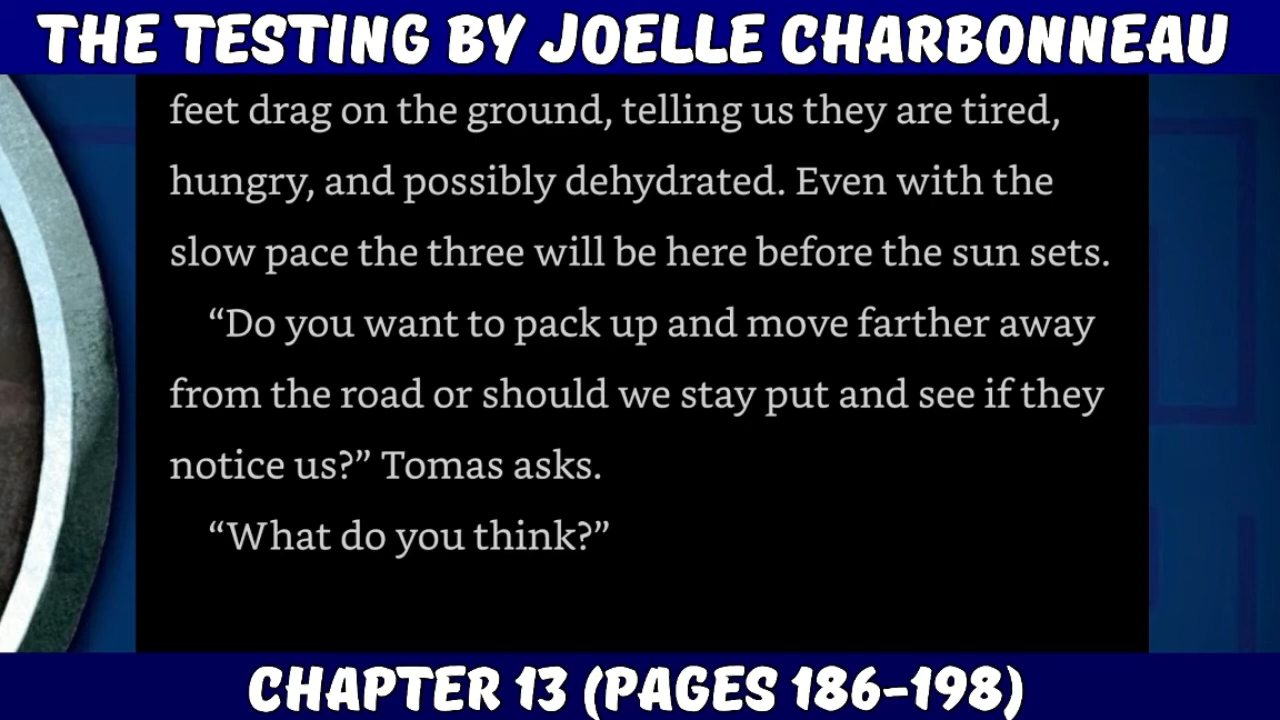 THE TESTING BY JOELLE CHARBONNEAU
feet drag on the ground, telling us they are tired,
hungry, and possibly dehydrated. Even with the
slow pace the three will be here before the sun sets.
“Do you want to pack up and move farther away
from the road or should we stay put and see if they
notice us?” Tomas asks.
“What do you think?”
CHAPTER 13 (PAGES 186-198)